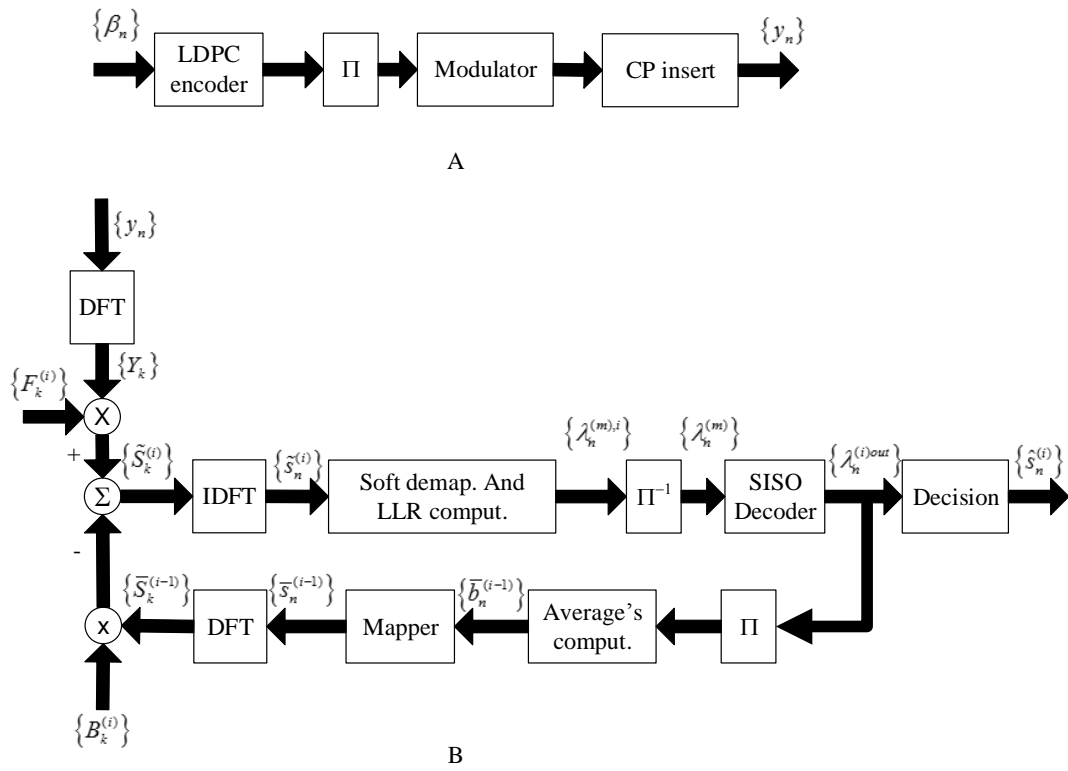 {β_n}
LDPC
encoder
Π
Modulator
CP insert
{y_n}
A
{y_n}
DFT
{Y_k}
{F_k^{(i)}}
X
+
{S̃_k^{(i)}}
Σ
IDFT
{s̃_n^{(i)}}
Soft demap. And
LLR comput.
{λ_n^{(m),i}}
Π⁻¹
{λ_n^{(m)}}
SISO
Decoder
{λ_n^{(i)out}}
Decision
{ŝ_n^{(i)}}
-
{S̄_k^{(i-1)}}
x
DFT
{s̄_n^{(i-1)}}
Mapper
{b̄_n^{(i-1)}}
Average's
comput.
Π
{B_k^{(i)}}
B